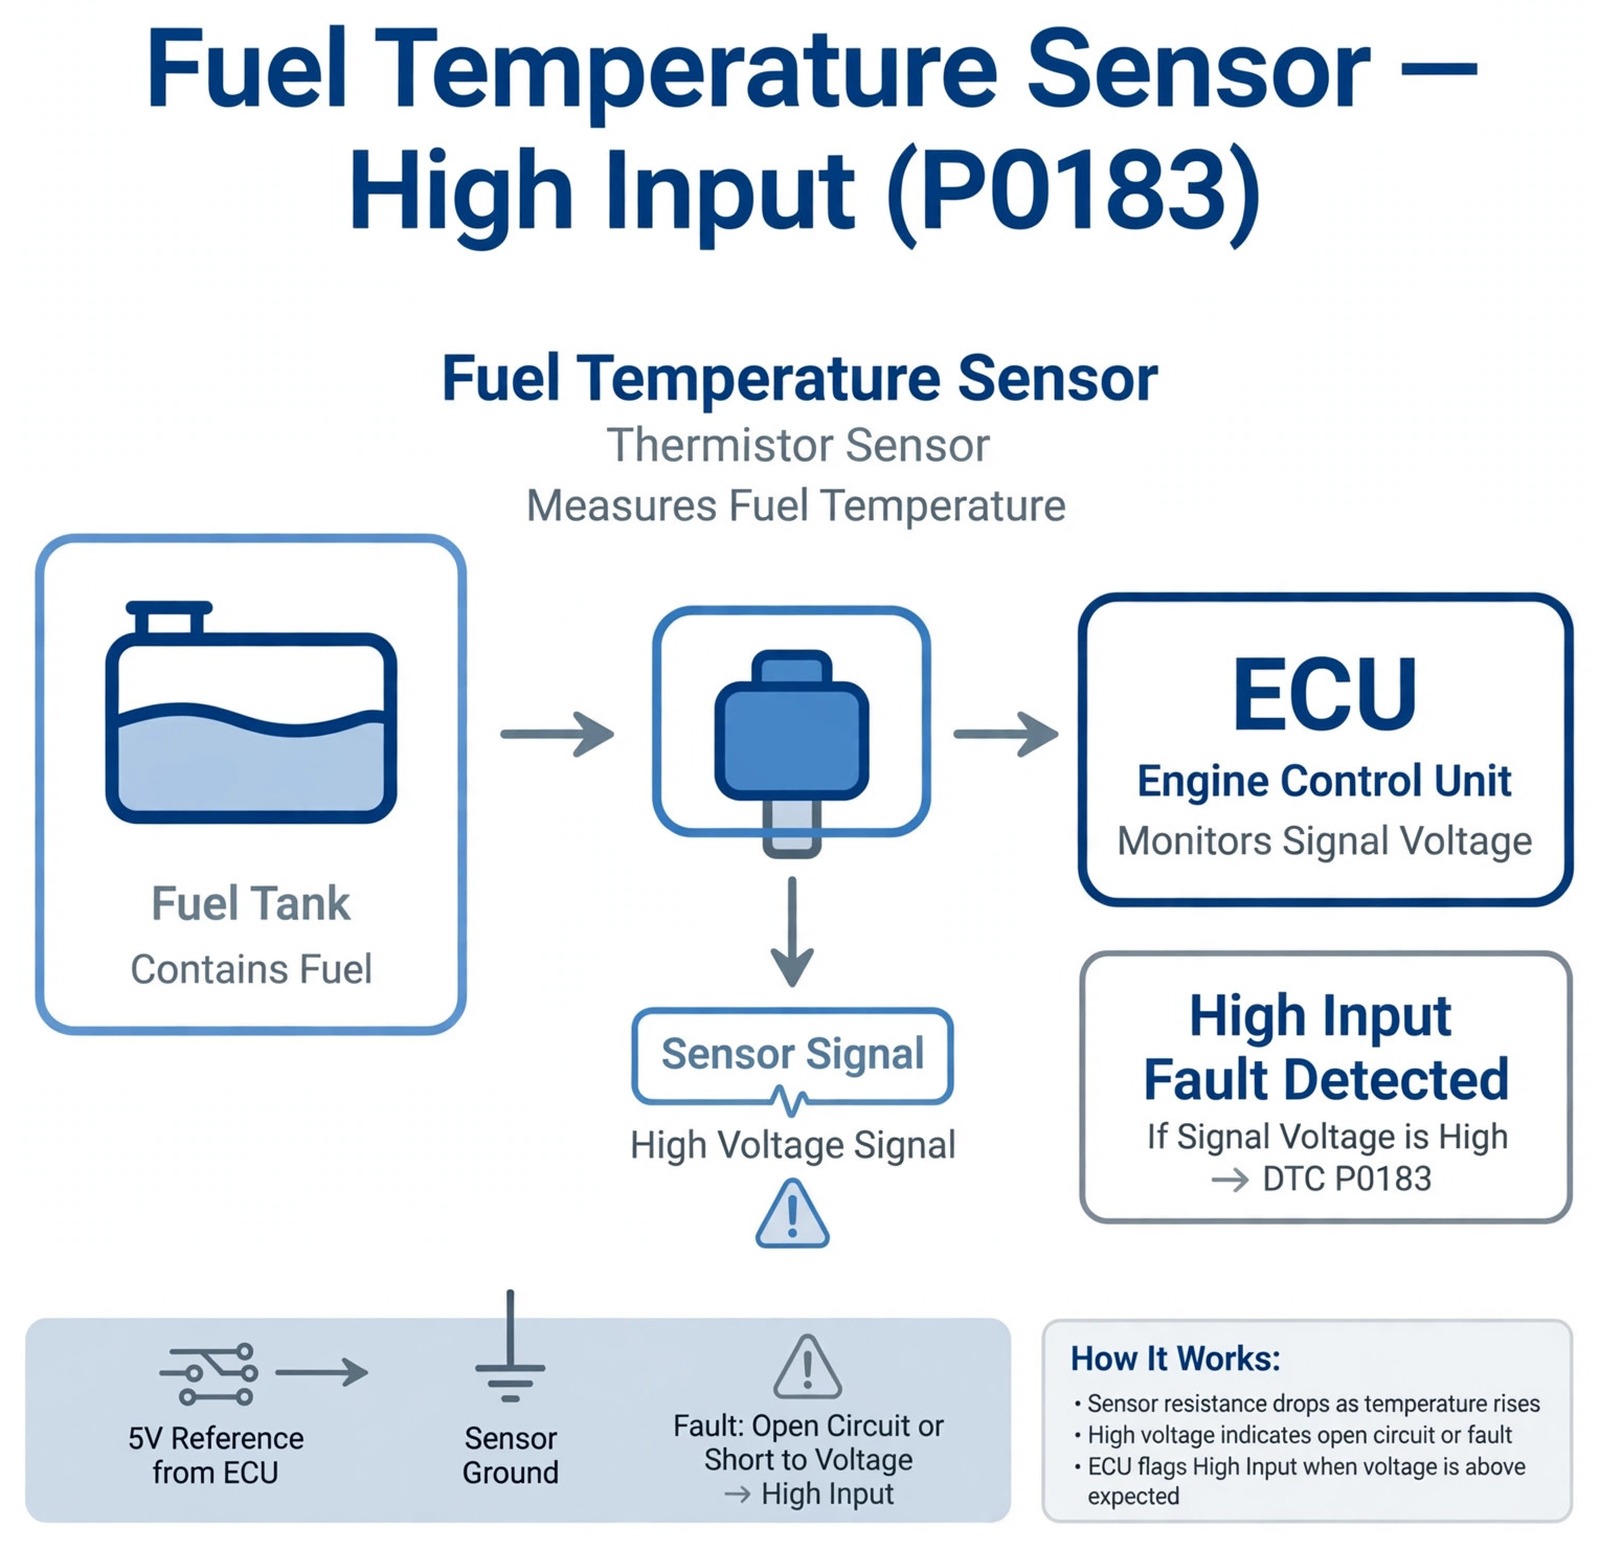 Fuel Temperature Sensor —
High Input (P0183)
Fuel Temperature Sensor
Thermistor Sensor
Measures Fuel Temperature
Fuel Tank
Contains Fuel
ECU
Engine Control Unit
Monitors Signal Voltage
Sensor Signal
High Voltage Signal
High Input
Fault Detected
If Signal Voltage is High
→ DTC P0183
5V Reference
from ECU
Sensor
Ground
Fault: Open Circuit or
Short to Voltage
→ High Input
How It Works:
• Sensor resistance drops as temperature rises
• High voltage indicates open circuit or fault
• ECU flags High Input when voltage is above
expected